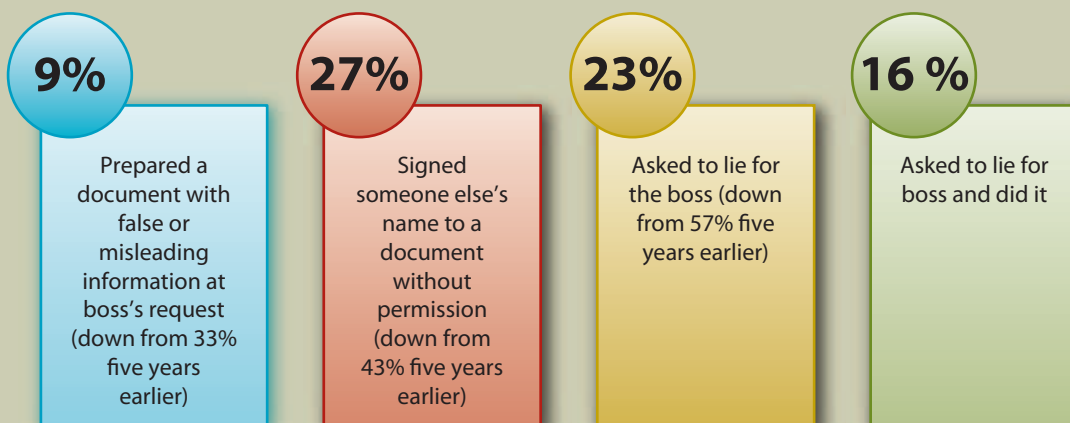 9%
Prepared a
document with
false or
misleading
information at
boss’s request
(down from 33%
five years
earlier)
27%
Signed
someone else’s
name to a
document
without
permission
(down from
43% five years
earlier)
23%
Asked to lie for
the boss (down
from 57% five
years earlier)
16 %
Asked to lie for
boss and did it